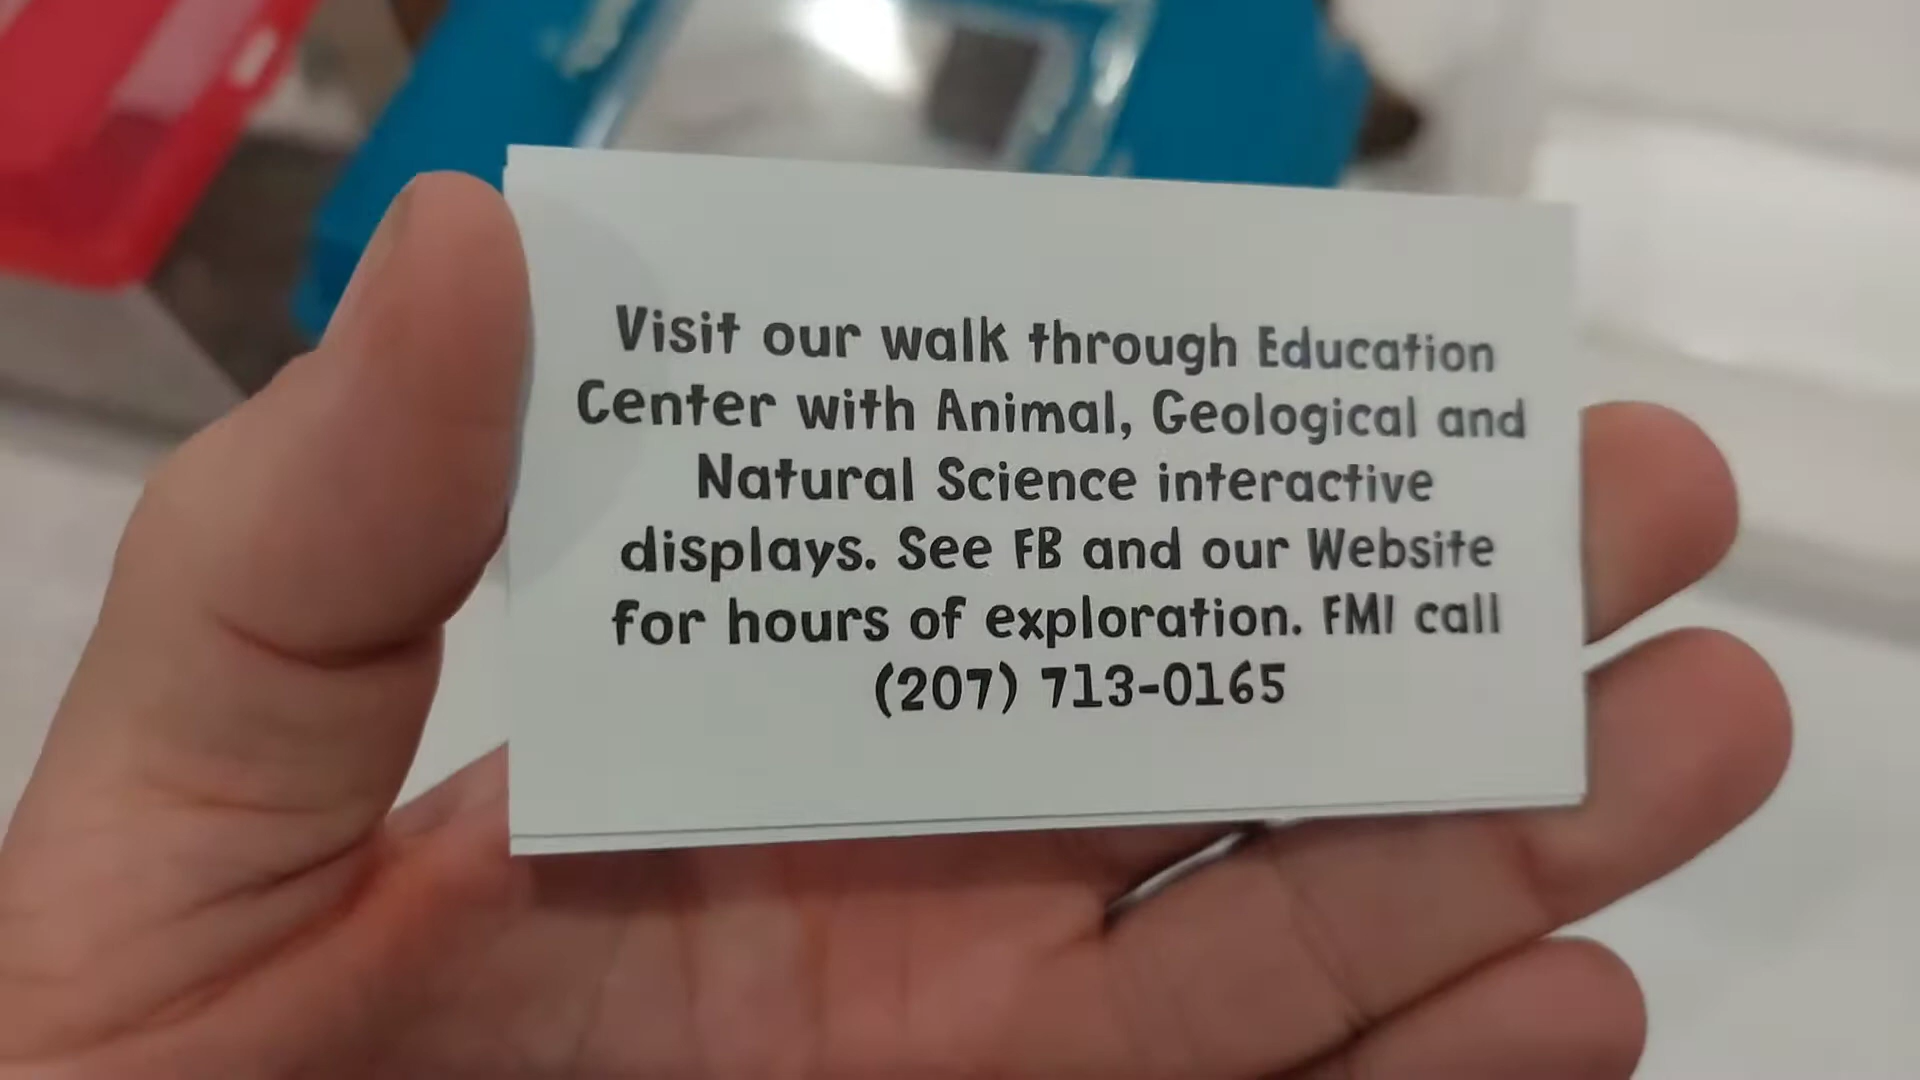 Visit our walk through Education
Center with Animal, Geological and
Natural Science interactive
displays. See FB and our Website
for hours of exploration. FMI call
(207) 713-0165